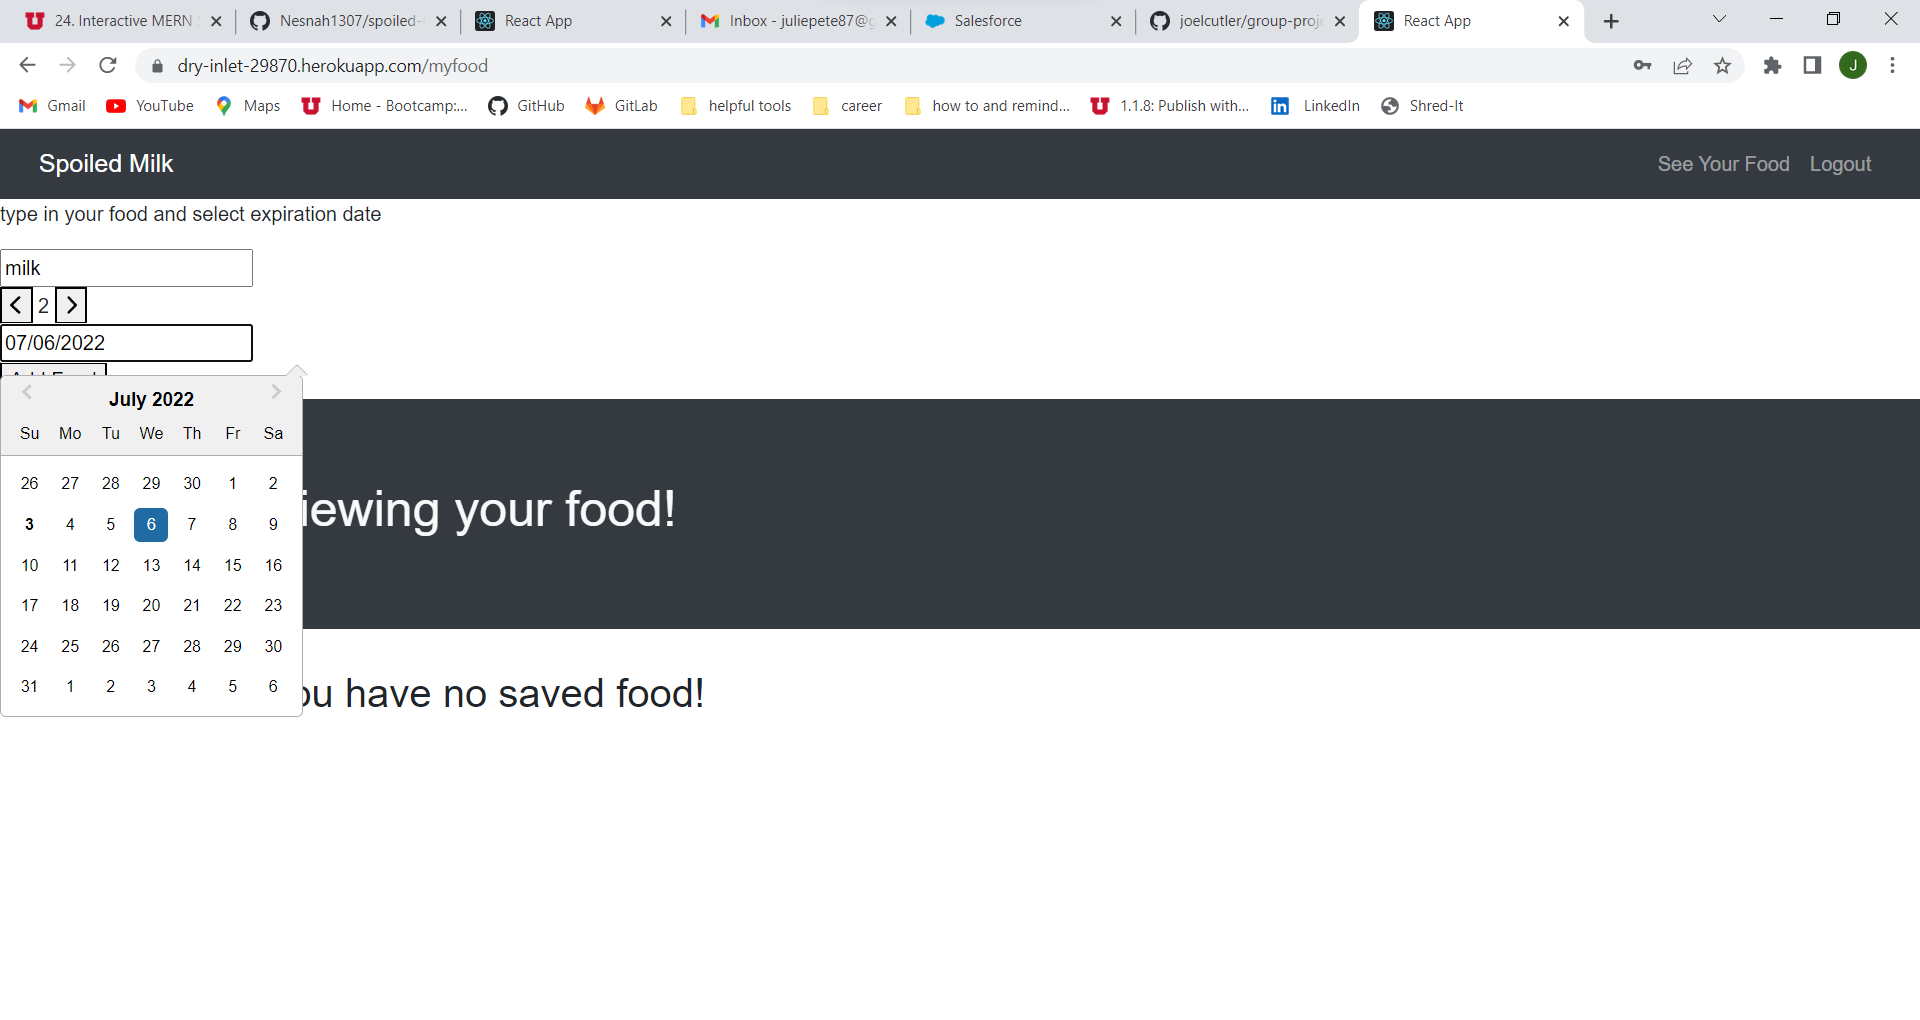 24. Interactive MERN Nesnah1307/spoiled- React App Inbox - juliepete87@g Salesforce joelcutler/group-proje React App
dry-inlet-29870.herokuapp.com/myfood J
Gmail YouTube Maps Home - Bootcamp:... GitHub GitLab helpful tools career how to and remind... 1.1.8: Publish with... LinkedIn Shred-It
Spoiled Milk See Your Food Logout
type in your food and select expiration date
milk
2
07/06/2022
July 2022
Su Mo Tu We Th Fr Sa
26 27 28 29 30 1 2
3 4 5 6 7 8 9
iewing your food!
10 11 12 13 14 15 16
17 18 19 20 21 22 23
24 25 26 27 28 29 30
31 1 2 3 4 5 6
ou have no saved food!